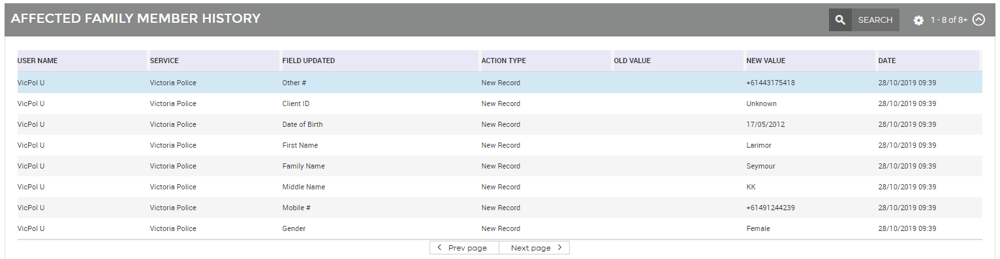 AFFECTED FAMILY MEMBER HISTORY SEARCH 1 - 8 of 8+
USER NAME SERVICE FIELD UPDATED ACTION TYPE OLD VALUE NEW VALUE DATE
VicPol U Victoria Police Other # New Record +61443175418 28/10/2019 09:39
VicPol U Victoria Police Client ID New Record Unknown 28/10/2019 09:39
VicPol U Victoria Police Date of Birth New Record 17/05/2012 28/10/2019 09:39
VicPol U Victoria Police First Name New Record Larimor 28/10/2019 09:39
VicPol U Victoria Police Family Name New Record Seymour 28/10/2019 09:39
VicPol U Victoria Police Middle Name New Record KK 28/10/2019 09:39
VicPol U Victoria Police Mobile # New Record +61491244239 28/10/2019 09:39
VicPol U Victoria Police Gender New Record Female 28/10/2019 09:39
Prev page Next page